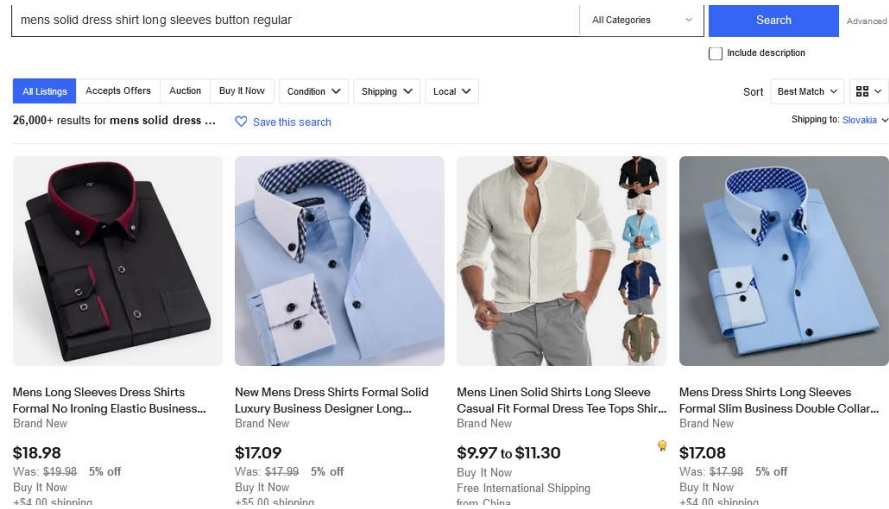 mens solid dress shirt long sleeves button regular
All Categories
Search
Advanced
Include description
All Listings
Accepts Offers
Auction
Buy It Now
Condition
Shipping
Local
Sort
Best Match
26,000+ results for mens solid dress ...
Save this search
Shipping to: Slovakia
Mens Long Sleeves Dress Shirts
Formal No Ironing Elastic Business...
Brand New
$18.98
Was: $19.98 5% off
Buy It Now
+$4.00 shipping
New Mens Dress Shirts Formal Solid
Luxury Business Designer Long...
Brand New
$17.09
Was: $17.99 5% off
Buy It Now
+$5.00 shipping
Mens Linen Solid Shirts Long Sleeve
Casual Fit Formal Dress Tee Tops Shir...
Brand New
$9.97 to $11.30
Buy It Now
Free International Shipping
from China
Mens Dress Shirts Long Sleeves
Formal Slim Business Double Collar...
Brand New
$17.08
Was: $17.98 5% off
Buy It Now
+$4.00 shipping